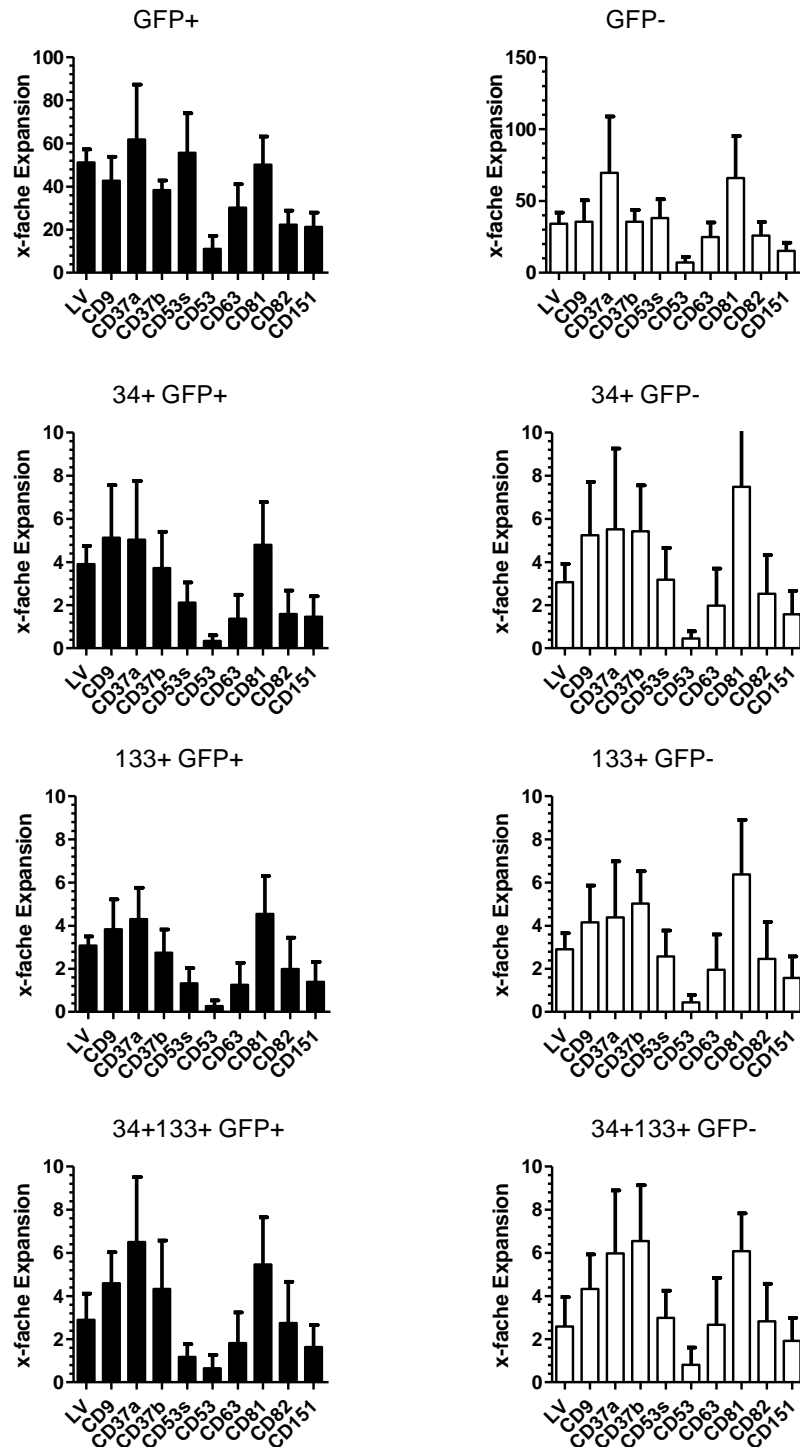 GFP+
x-fache Expansion
100
80
60
40
20
0
LV CD9 CD37a CD37b CD53s CD53 CD63 CD81 CD82 CD151
GFP-
x-fache Expansion
150
100
50
0
LV CD9 CD37a CD37b CD53s CD53 CD63 CD81 CD82 CD151
34+ GFP+
x-fache Expansion
10
8
6
4
2
0
LV CD9 CD37a CD37b CD53s CD53 CD63 CD81 CD82 CD151
34+ GFP-
x-fache Expansion
10
8
6
4
2
0
LV CD9 CD37a CD37b CD53s CD53 CD63 CD81 CD82 CD151
133+ GFP+
x-fache Expansion
10
8
6
4
2
0
LV CD9 CD37a CD37b CD53s CD53 CD63 CD81 CD82 CD151
133+ GFP-
x-fache Expansion
10
8
6
4
2
0
LV CD9 CD37a CD37b CD53s CD53 CD63 CD81 CD82 CD151
34+133+ GFP+
x-fache Expansion
10
8
6
4
2
0
LV CD9 CD37a CD37b CD53s CD53 CD63 CD81 CD82 CD151
34+133+ GFP-
x-fache Expansion
10
8
6
4
2
0
LV CD9 CD37a CD37b CD53s CD53 CD63 CD81 CD82 CD151